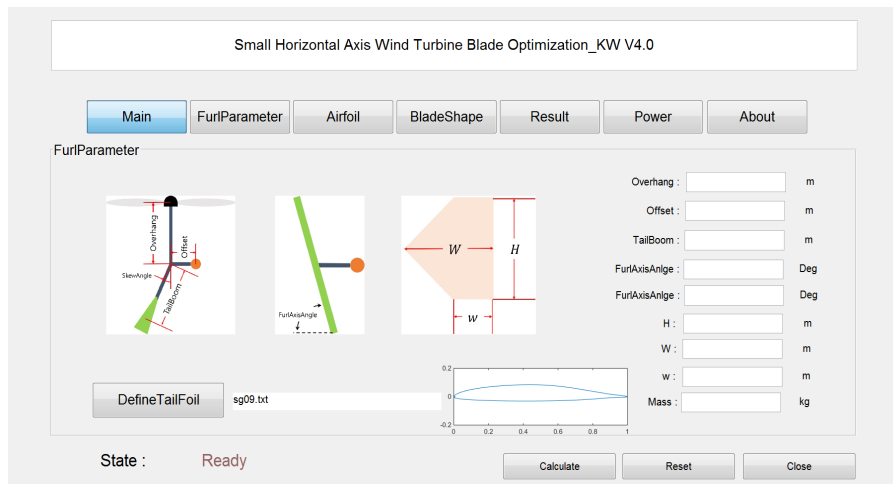 Small Horizontal Axis Wind Turbine Blade Optimization_KW V4.0
Main FurlParameter Airfoil BladeShape Result Power About
FurlParameter
Overhang
Offset
SkewAngle
TailBoom
FurlAxisAngle
W
H
w
Overhang : m
Offset : m
TailBoom : m
FurlAxisAnlge : Deg
FurlAxisAnlge : Deg
H : m
W : m
w : m
Mass : kg
DefineTailFoil sg09.txt
0.2
0
-0.2
0 0.2 0.4 0.6 0.8 1
State : Ready
Calculate Reset Close